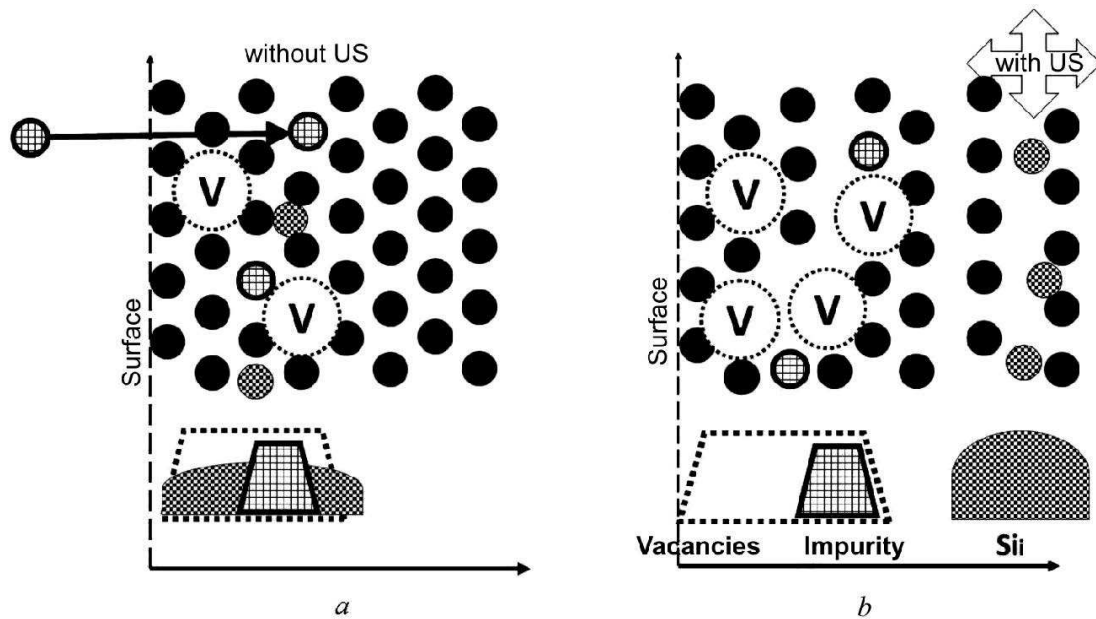 without US
with US
V
V
V
V
V
V
Surface
Surface
Vacancies
Impurity
Sii
a
b